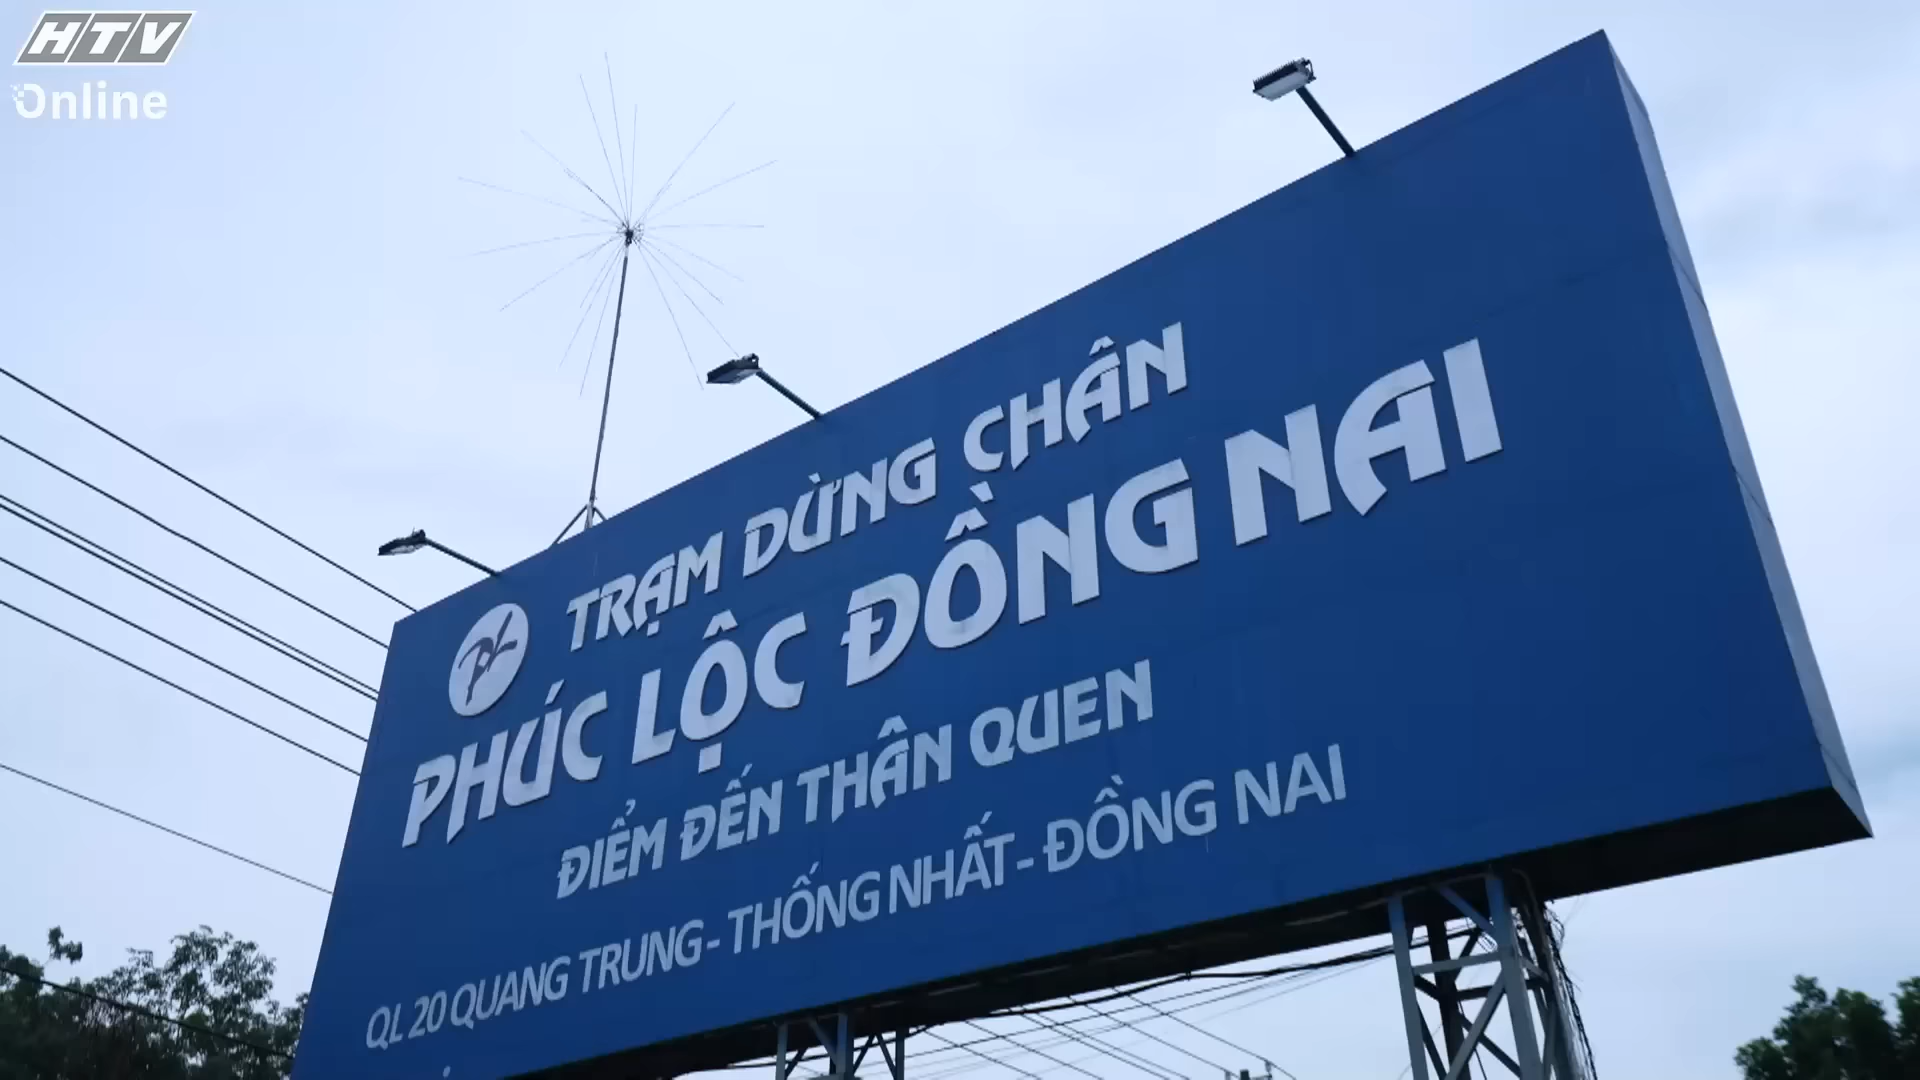 HTV
Online
TRẠM DỪNG CHÂN
PHÚC LỘC ĐỒNG NAI
ĐIỂM ĐẾN THÂN QUEN
QL 20 QUANG TRUNG - THỐNG NHẤT - ĐỒNG NAI